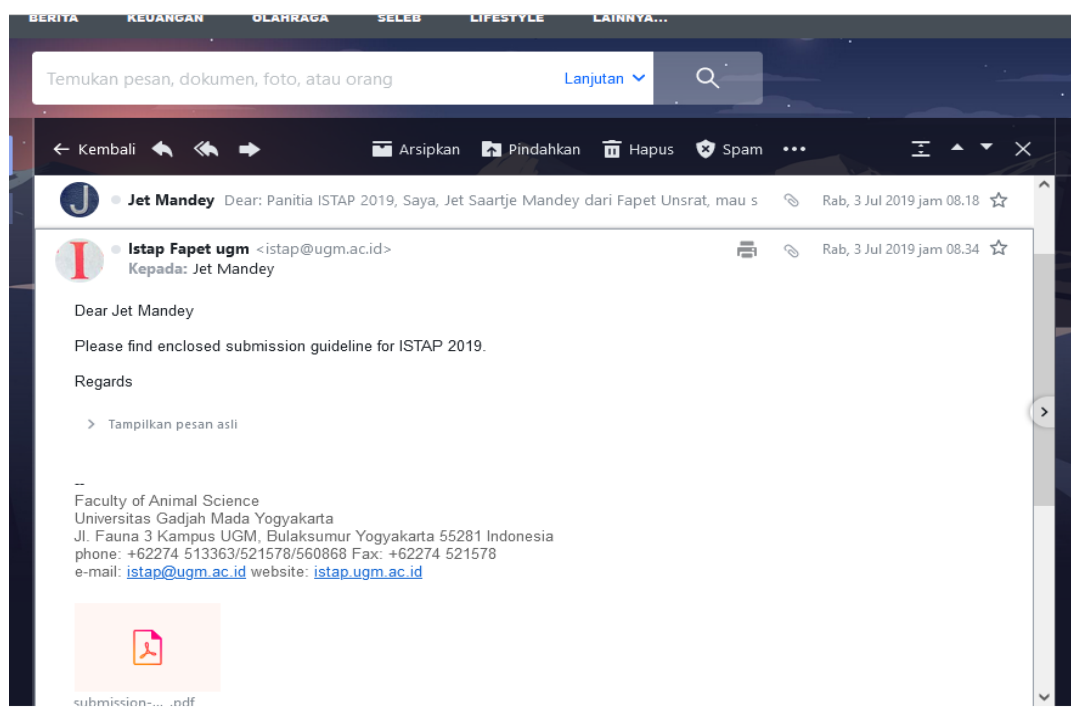 BERITA KEUANGAN OLAHRAGA SELEB LIFESTYLE LAINNYA...
Temukan pesan, dokumen, foto, atau orang Lanjutan
Kembali Arsipkan Pindahkan Hapus Spam
J Jet Mandey Dear: Panitia ISTAP 2019, Saya, Jet Saartje Mandey dari Fapet Unsrat, mau s Rab, 3 Jul 2019 jam 08.18
I Istap Fapet ugm <istap@ugm.ac.id> Rab, 3 Jul 2019 jam 08.34
Kepada: Jet Mandey
Dear Jet Mandey
Please find enclosed submission guideline for ISTAP 2019.
Regards
Tampilkan pesan asli
--
Faculty of Animal Science
Universitas Gadjah Mada Yogyakarta
Jl. Fauna 3 Kampus UGM, Bulaksumur Yogyakarta 55281 Indonesia
phone: +62274 513363/521578/560868 Fax: +62274 521578
e-mail: istap@ugm.ac.id website: istap.ugm.ac.id
submission-... .pdf